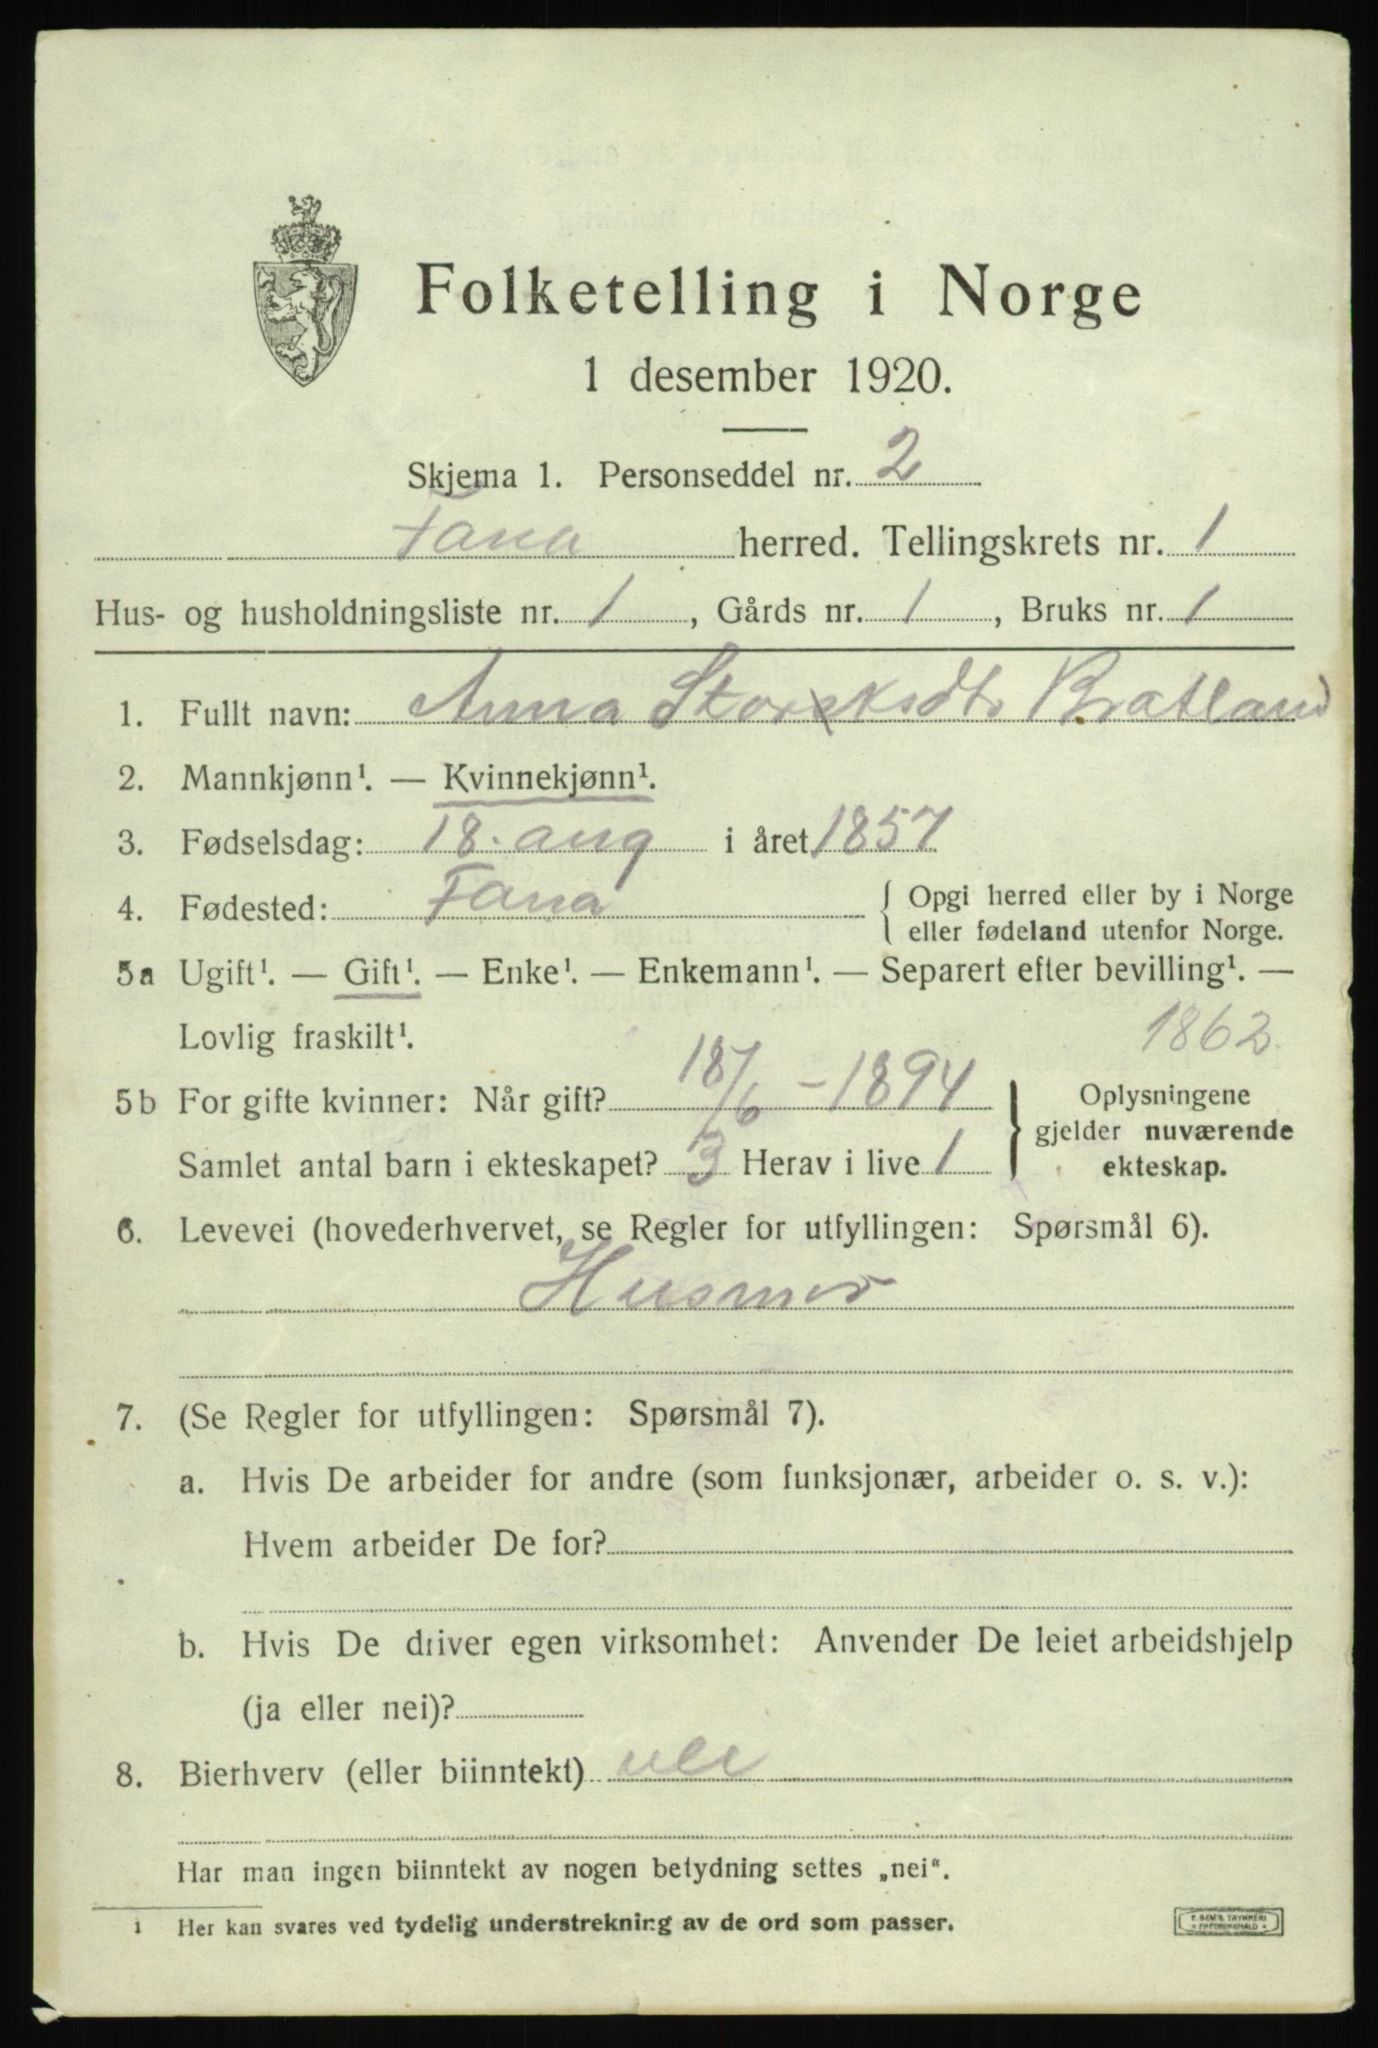 Folketelling i Norge
1 desember 1920.
Skjema 1. Personseddel nr. 2
Fana herred. Tellingskrets nr. 1
Hus- og husholdningsliste nr. 1, Gårds nr. 1, Bruks nr. 1
1. Fullt navn: Anna Bratland
2. Mannkjønn¹. — Kvinnekjønn¹.
3. Fødselsdag: 18. aug i året 1857
4. Fødested: Fana { Opgi herred eller by i Norge
eller fødeland utenfor Norge.
5a Ugift¹. — Gift¹. — Enke¹. — Enkemann¹. — Separert efter bevilling¹. —
Lovlig fraskilt¹. 1862
5b For gifte kvinner: Når gift? 18/6 - 1894 } Oplysningene
gjelder nuværende
Samlet antal barn i ekteskapet? 3 Herav i live 1 ekteskap.
6. Levevei (hovederhvervet, se Regler for utfyllingen: Spørsmål 6).
Husmor
7. (Se Regler for utfyllingen: Spørsmål 7).
a. Hvis De arbeider for andre (som funksjonær, arbeider o. s. v.):
Hvem arbeider De for?
b. Hvis De driver egen virksomhet: Anvender De leiet arbeidshjelp
(ja eller nei)?
8. Bierhverv (eller biinntekt) nei
Har man ingen biinntekt av nogen betydning settes „nei".
1 Her kan svares ved tydelig understrekning av de ord som passer.